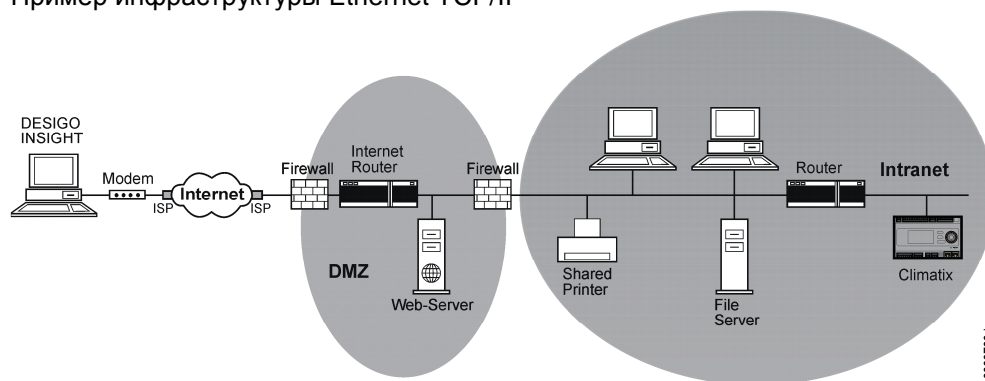 Пример инфраструктуры Ethernet TCP/IP
DESIGO
INSIGHT
Modem
ISP
Internet
ISP
Firewall
Internet
Router
Firewall
DMZ
Web-Server
Shared
Printer
File
Server
Router
Intranet
Climatix